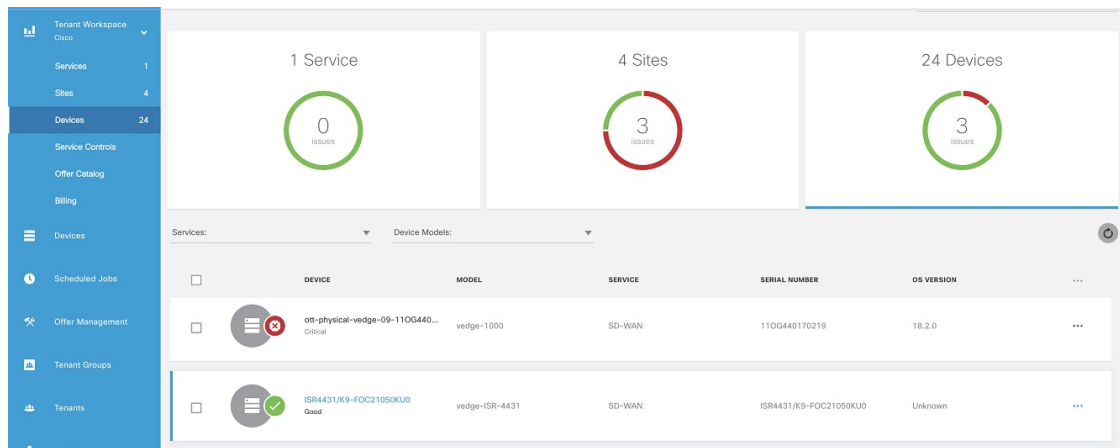 Tenant Workspace
Cisco
Services 1
Sites 4
Devices 24
Service Controls
Offer Catalog
Billing
Devices
Scheduled Jobs
Offer Management
Tenant Groups
Tenants
1 Service
0
issues
4 Sites
3
issues
24 Devices
3
issues
Services:
Device Models:
DEVICE MODEL SERVICE SERIAL NUMBER OS VERSION ...
ott-physical-vedge-09-11OG440... vedge-1000 SD-WAN 11OG440170219 18.2.0 ...
Critical
ISR4431/K9-FOC21050KU0 vedge-ISR-4431 SD-WAN ISR4431/K9-FOC21050KU0 Unknown ...
Good